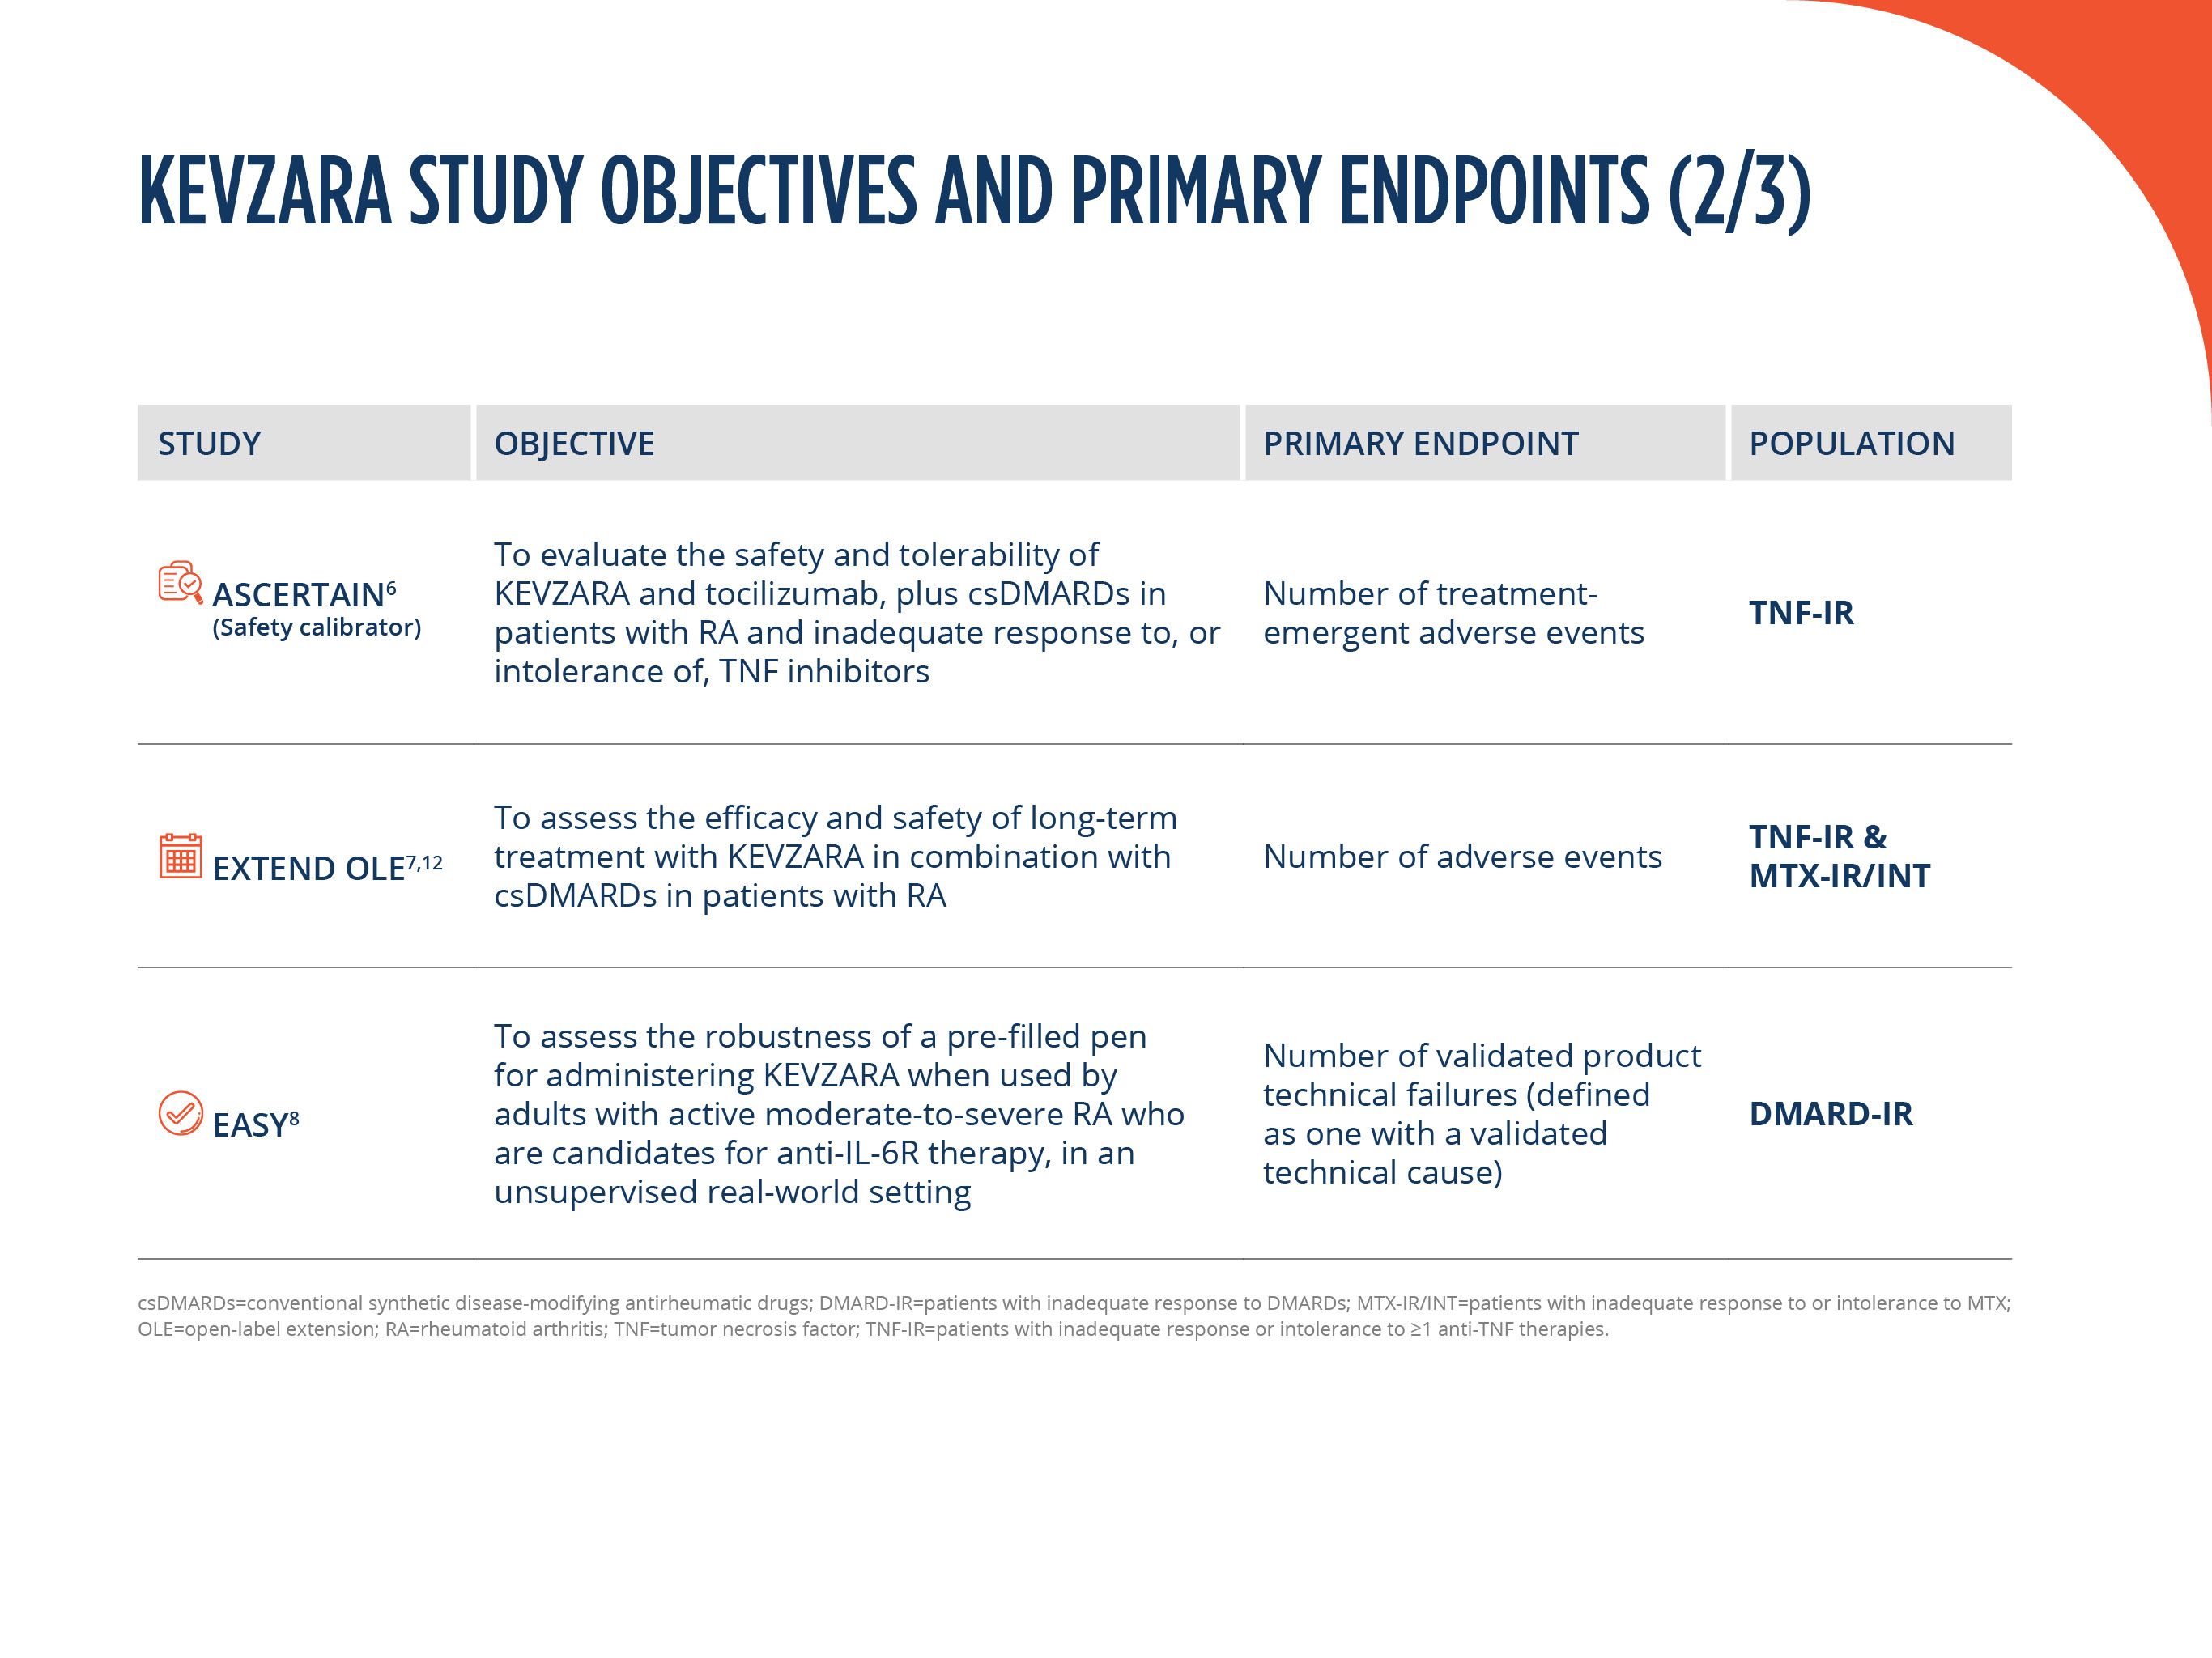 KEVZARA STUDY OBJECTIVES AND PRIMARY ENDPOINTS (2/3)
STUDY
OBJECTIVE
PRIMARY ENDPOINT
POPULATION
ASCERTAIN⁶
(Safety calibrator)
To evaluate the safety and tolerability of
KEVZARA and tocilizumab, plus csDMARDs in
patients with RA and inadequate response to, or
intolerance of, TNF inhibitors
Number of treatment-
emergent adverse events
TNF-IR
EXTEND OLE⁷,¹²
To assess the efficacy and safety of long-term
treatment with KEVZARA in combination with
csDMARDs in patients with RA
Number of adverse events
TNF-IR &
MTX-IR/INT
EASY⁸
To assess the robustness of a pre-filled pen
for administering KEVZARA when used by
adults with active moderate-to-severe RA who
are candidates for anti-IL-6R therapy, in an
unsupervised real-world setting
Number of validated product
technical failures (defined
as one with a validated
technical cause)
DMARD-IR
csDMARDs=conventional synthetic disease-modifying antirheumatic drugs; DMARD-IR=patients with inadequate response to DMARDs; MTX-IR/INT=patients with inadequate response to or intolerance to MTX;
OLE=open-label extension; RA=rheumatoid arthritis; TNF=tumor necrosis factor; TNF-IR=patients with inadequate response or intolerance to ≥1 anti-TNF therapies.